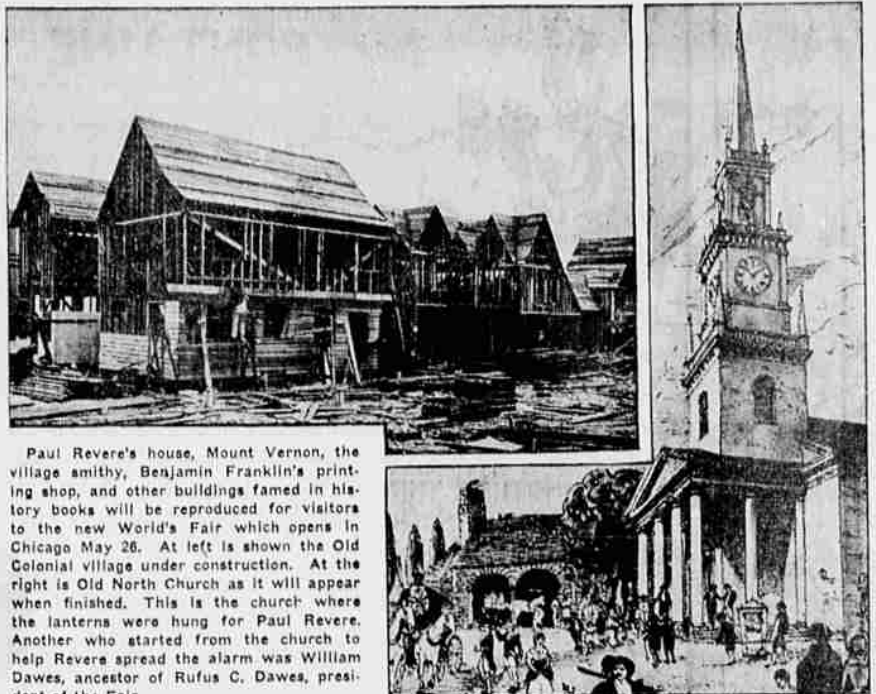 Paul Revere's house, Mount Vernon, the
village smithy, Benjamin Franklin's print-
ing shop, and other buildings famed in his-
tory books will be reproduced for visitors
to the new World's Fair which opens in
Chicago May 26. At left is shown the Old
Colonial village under construction. At the
right is Old North Church as it will appear
when finished. This is the church where
the lanterns were hung for Paul Revere.
Another who started from the church to
help Revere spread the alarm was William
Dawes, ancestor of Rufus C. Dawes, presi-
dent of the Fair.